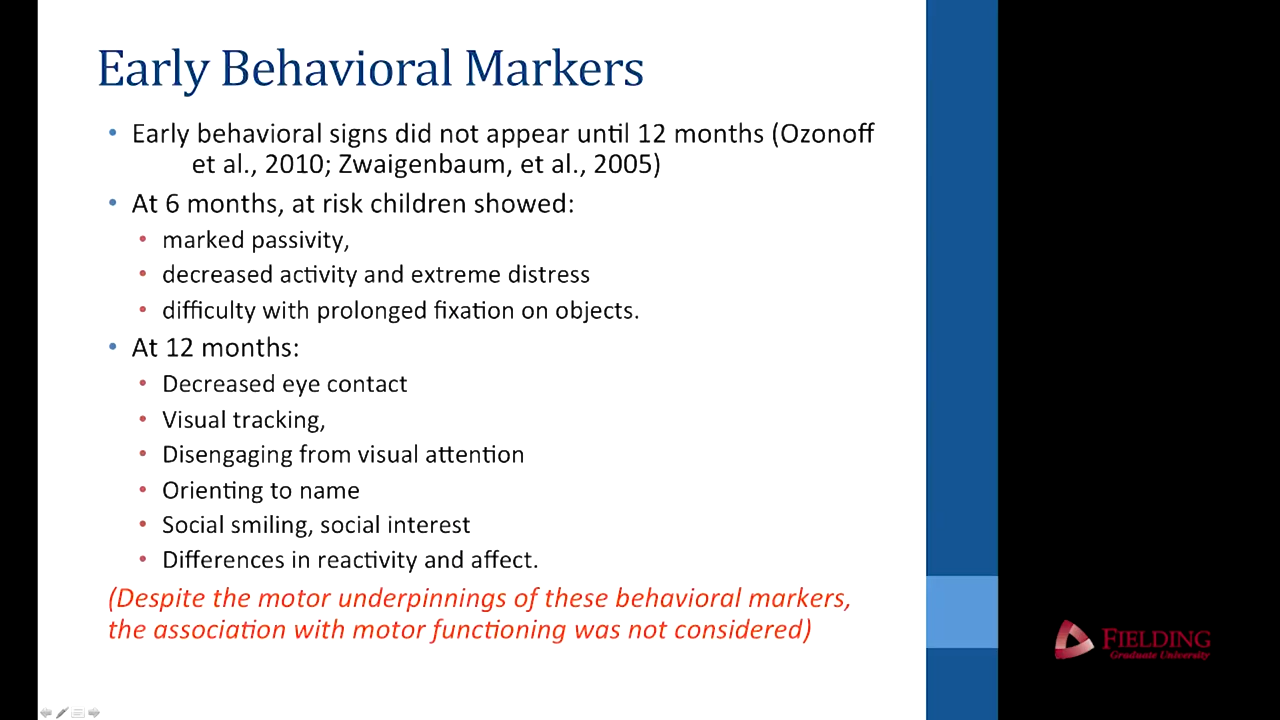 Early Behavioral Markers
• Early behavioral signs did not appear until 12 months (Ozonoff
et al., 2010; Zwaigenbaum, et al., 2005)
• At 6 months, at risk children showed:
• marked passivity,
• decreased activity and extreme distress
• difficulty with prolonged fixation on objects.
• At 12 months:
• Decreased eye contact
• Visual tracking,
• Disengaging from visual attention
• Orienting to name
• Social smiling, social interest
• Differences in reactivity and affect.
(Despite the motor underpinnings of these behavioral markers,
the association with motor functioning was not considered)
FIELDING
Graduate University